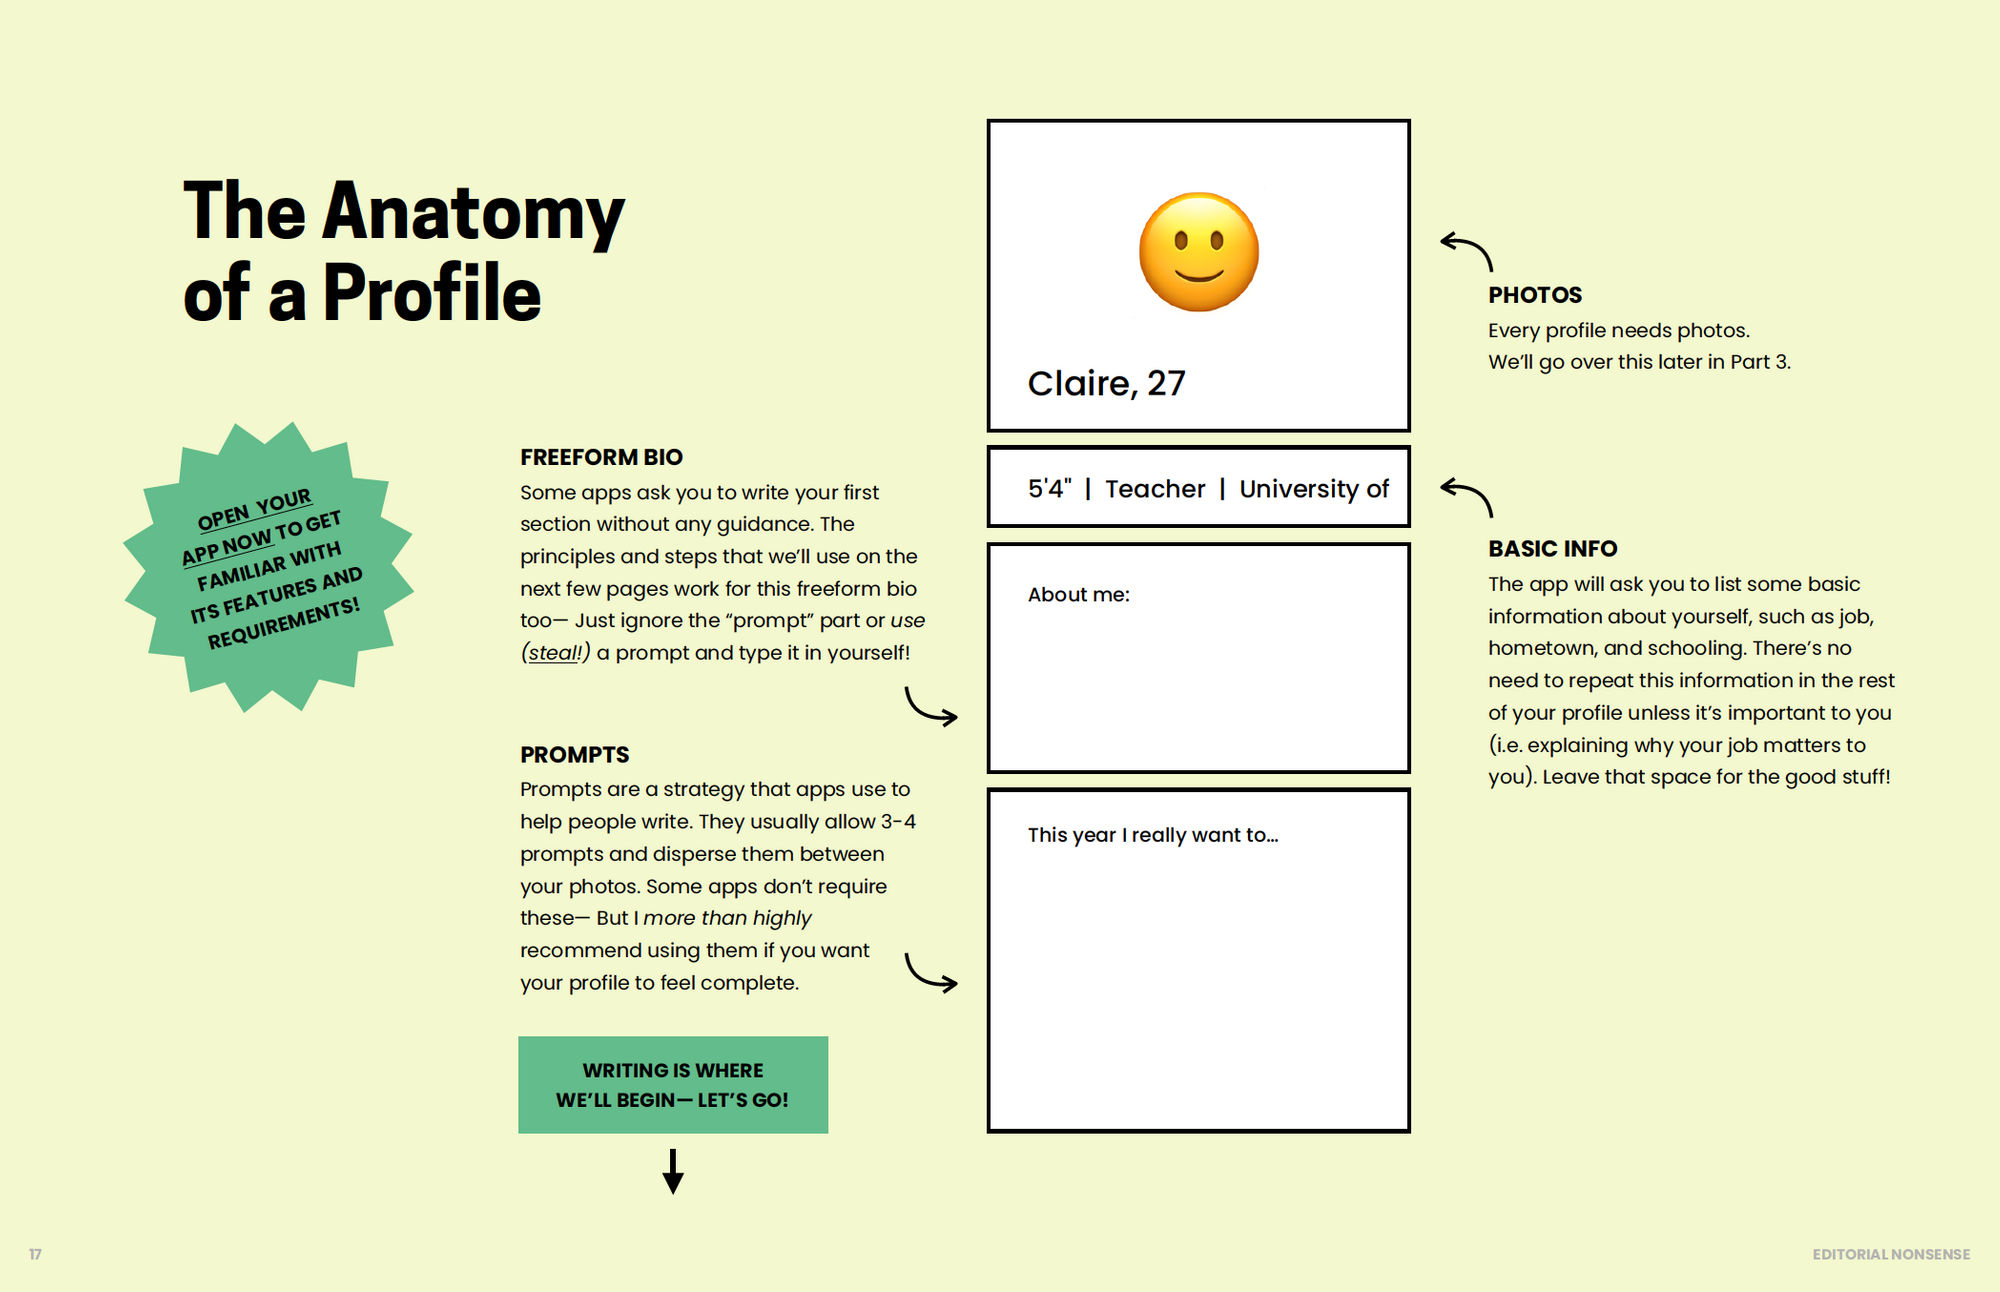 The Anatomy
of a Profile
OPEN YOUR
APP NOW TO GET
FAMILIAR WITH
ITS FEATURES AND
REQUIREMENTS!
FREEFORM BIO
Some apps ask you to write your first
section without any guidance. The
principles and steps that we’ll use on the
next few pages work for this freeform bio
too— Just ignore the “prompt” part or use
(steal!) a prompt and type it in yourself!
PROMPTS
Prompts are a strategy that apps use to
help people write. They usually allow 3-4
prompts and disperse them between
your photos. Some apps don’t require
these— But I more than highly
recommend using them if you want
your profile to feel complete.
WRITING IS WHERE
WE’LL BEGIN— LET’S GO!
Claire, 27
5'4" | Teacher | University of
About me:
This year I really want to...
PHOTOS
Every profile needs photos.
We’ll go over this later in Part 3.
BASIC INFO
The app will ask you to list some basic
information about yourself, such as job,
hometown, and schooling. There’s no
need to repeat this information in the rest
of your profile unless it’s important to you
(i.e. explaining why your job matters to
you). Leave that space for the good stuff!
17
EDITORIAL NONSENSE